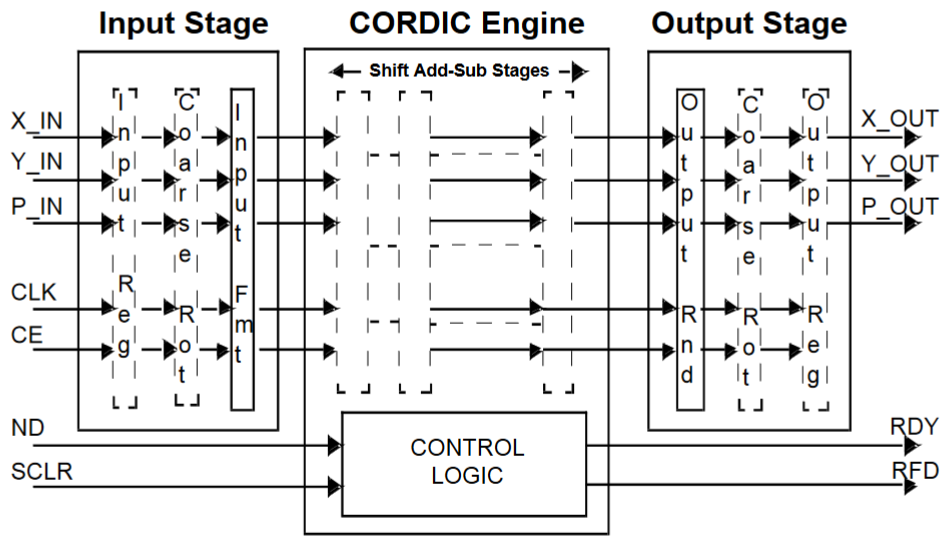 Input Stage
CORDIC Engine
Output Stage
Shift Add-Sub Stages
X_IN
Y_IN
P_IN
CLK
CE
ND
SCLR
Input Reg
Coarse Rot
Input Fmt
Output Rnd
Coarse Rot
Output Reg
X_OUT
Y_OUT
P_OUT
CONTROL
LOGIC
RDY
RFD